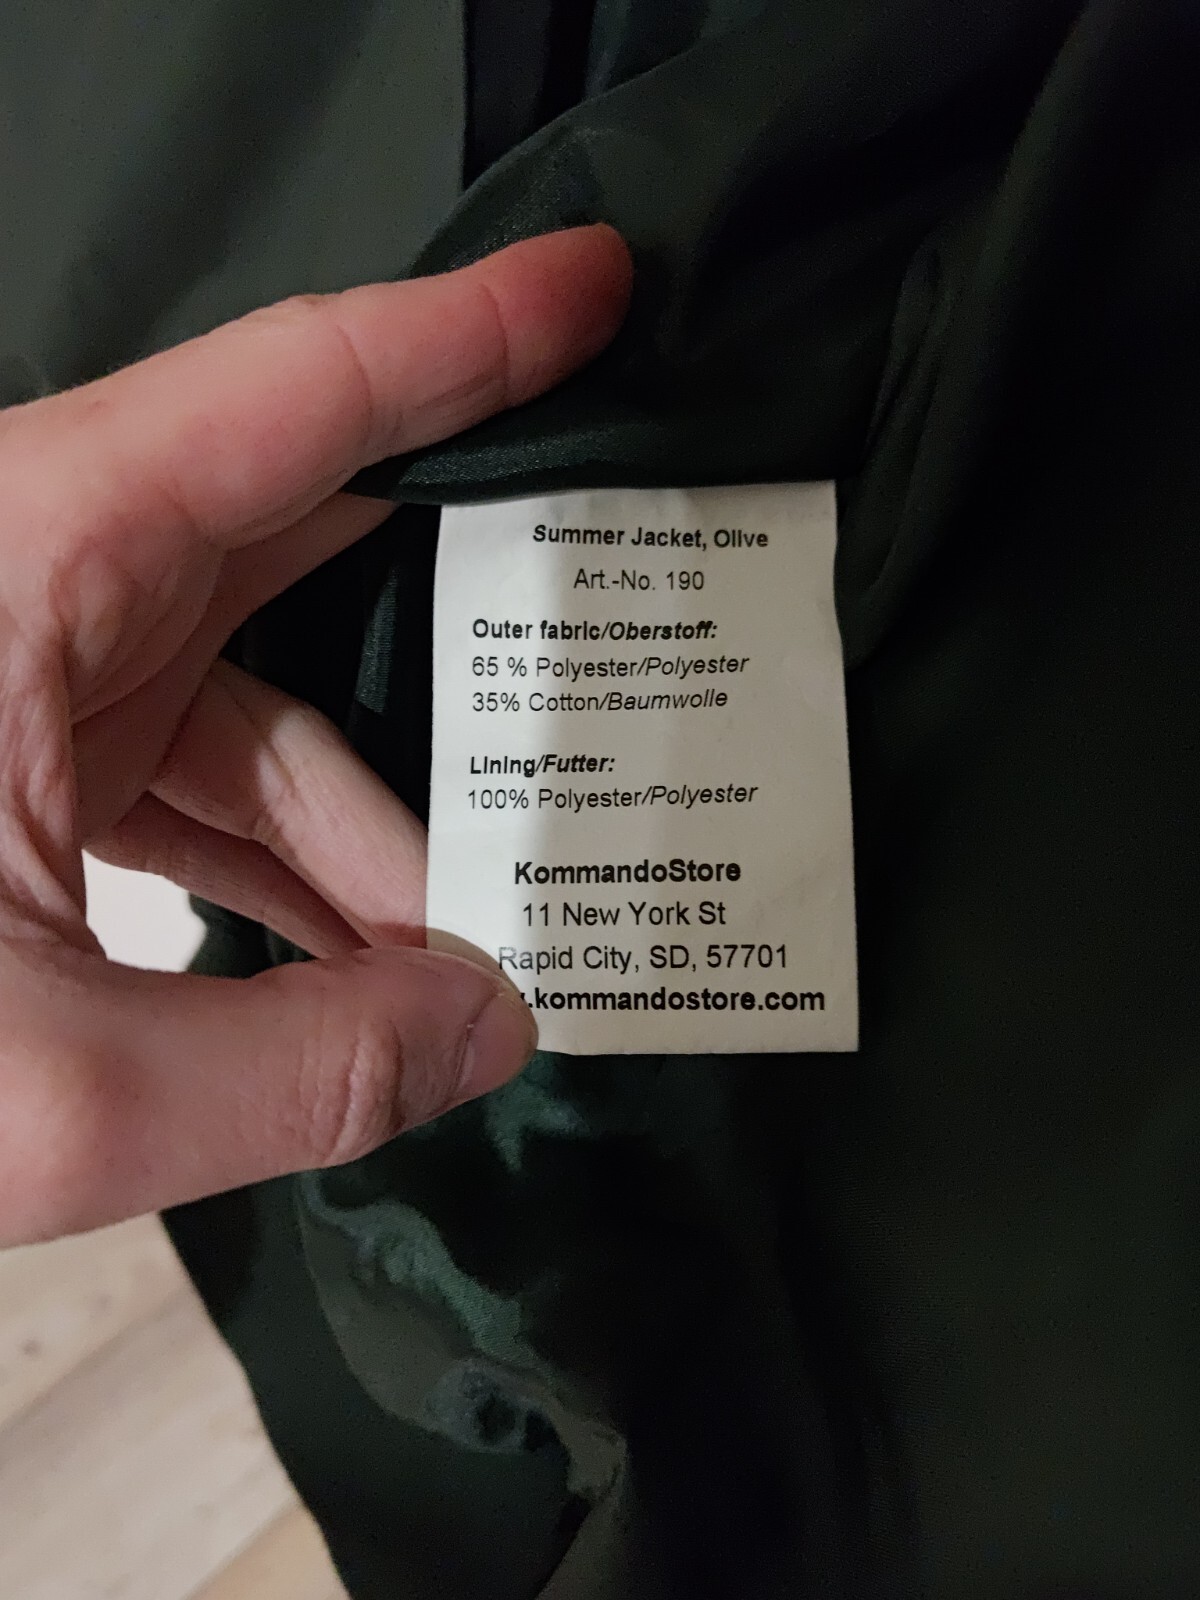 Summer Jacket, Olive
Art.-No. 190
Outer fabric/Oberstoff:
65 % Polyester/Polyester
35% Cotton/Baumwolle
Lining/Futter:
100% Polyester/Polyester
KommandoStore
11 New York St
Rapid City, SD, 57701
.kommandostore.com